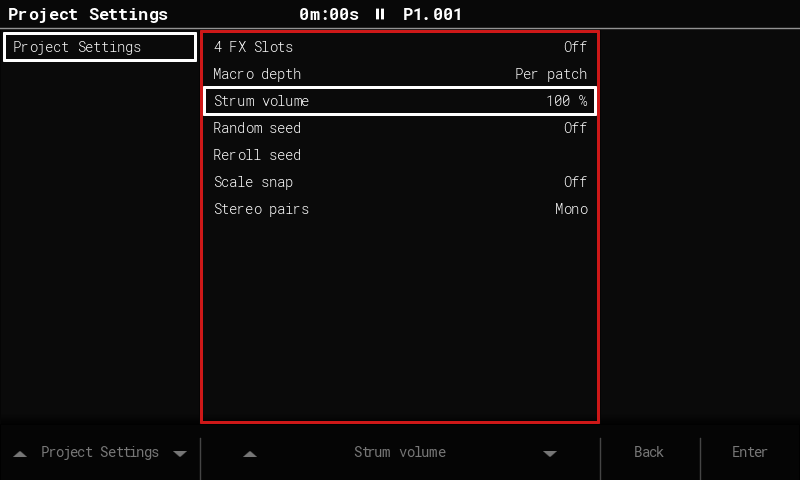 Project Settings 0m:00s P1.001
Project Settings
4 FX Slots Off
Macro depth Per patch
Strum volume 100 %
Random seed Off
Reroll seed
Scale snap Off
Stereo pairs Mono
Project Settings Strum volume Back Enter